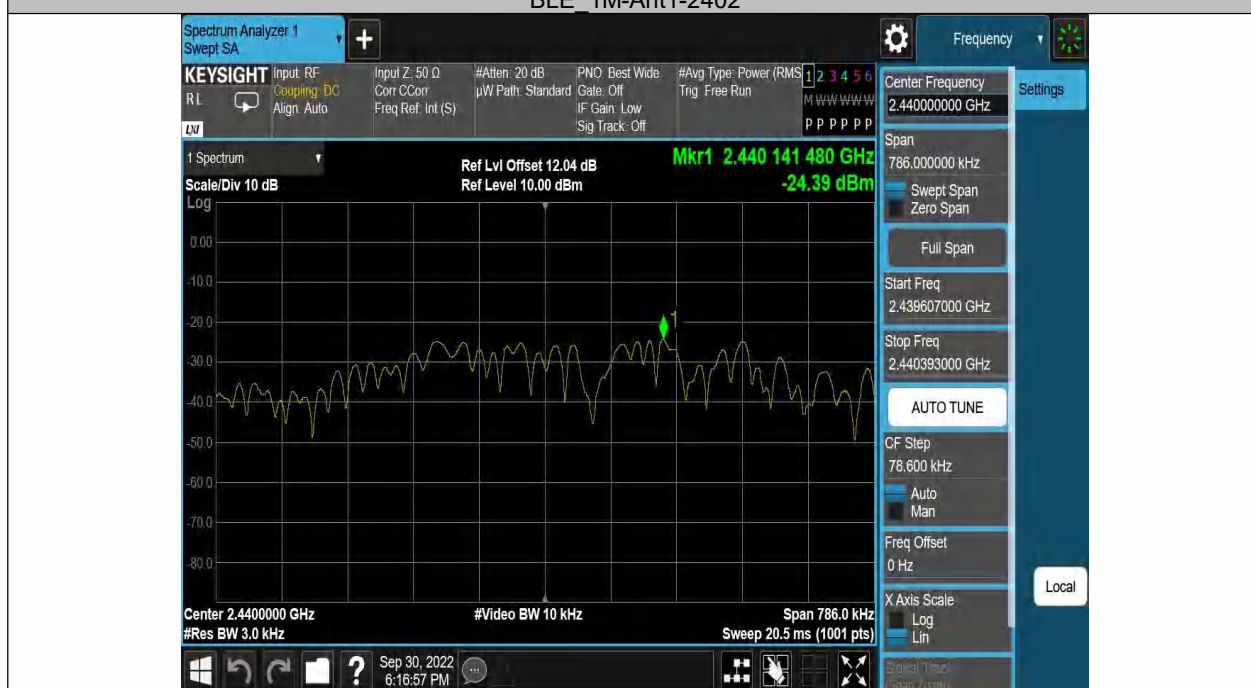 BLE_1M-Ant1-2402
Spectrum Analyzer 1
Swept SA
Frequency
KEYSIGHT
RL
LXI
Input: RF
Coupling: DC
Align: Auto
Input Z: 50 Ω
Corr CCorr
Freq Ref: Int (S)
#Atten: 20 dB
µW Path: Standard
PNO: Best Wide
Gate: Off
IF Gain: Low
Sig Track: Off
#Avg Type: Power (RMS
Trig: Free Run
1 2 3 4 5 6
M W W W W W
P P P P P P
1 Spectrum
Scale/Div 10 dB
Log
Ref Lvl Offset 12.04 dB
Ref Level 10.00 dBm
Mkr1 2.440 141 480 GHz
-24.39 dBm
1
0.00
-10.0
-20.0
-30.0
-40.0
-50.0
-60.0
-70.0
-80.0
Center 2.4400000 GHz
#Res BW 3.0 kHz
#Video BW 10 kHz
Span 786.0 kHz
Sweep 20.5 ms (1001 pts)
Sep 30, 2022
6:16:57 PM
Center Frequency
2.440000000 GHz
Settings
Span
786.000000 kHz
Swept Span
Zero Span
Full Span
Start Freq
2.439607000 GHz
Stop Freq
2.440393000 GHz
AUTO TUNE
CF Step
78.600 kHz
Auto
Man
Freq Offset
0 Hz
X Axis Scale
Log
Lin
Local